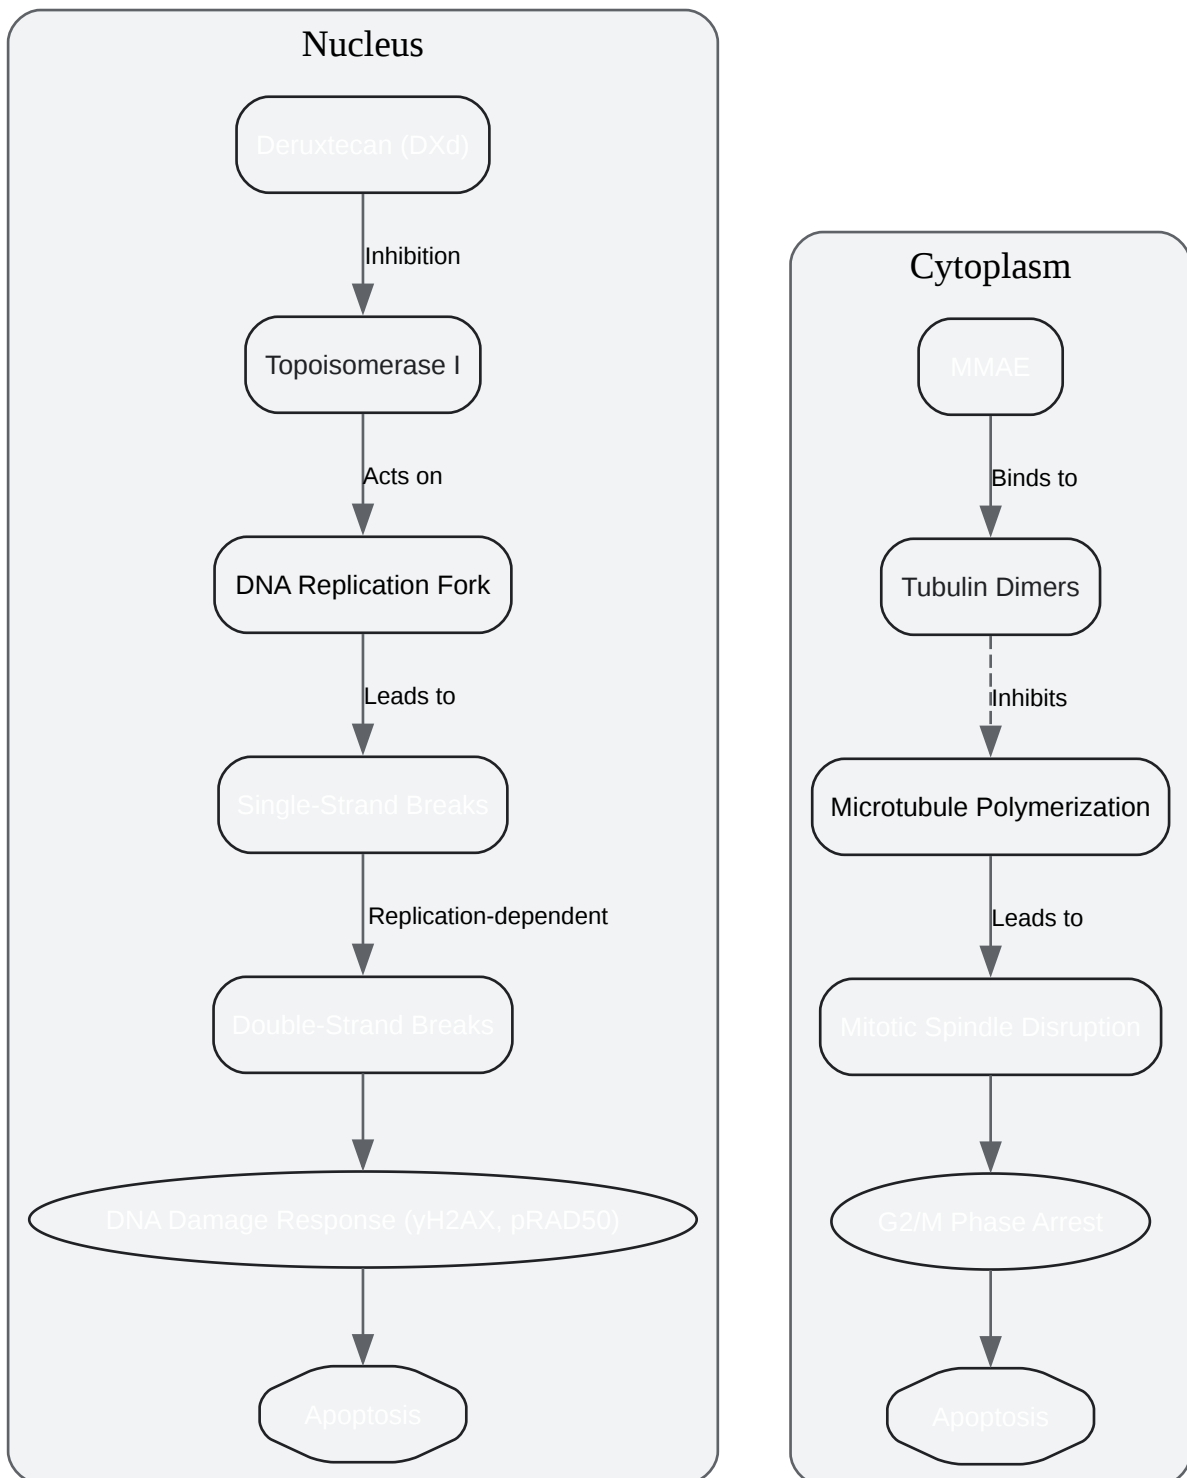 Nucleus
Deruxtecan (DXd)
Inhibition
Topoisomerase I
Acts on
DNA Replication Fork
Leads to
Single-Strand Breaks
Replication-dependent
Double-Strand Breaks
DNA Damage Response (γH2AX, pRAD50)
Apoptosis
Cytoplasm
MMAE
Binds to
Tubulin Dimers
Inhibits
Microtubule Polymerization
Leads to
Mitotic Spindle Disruption
G2/M Phase Arrest
Apoptosis